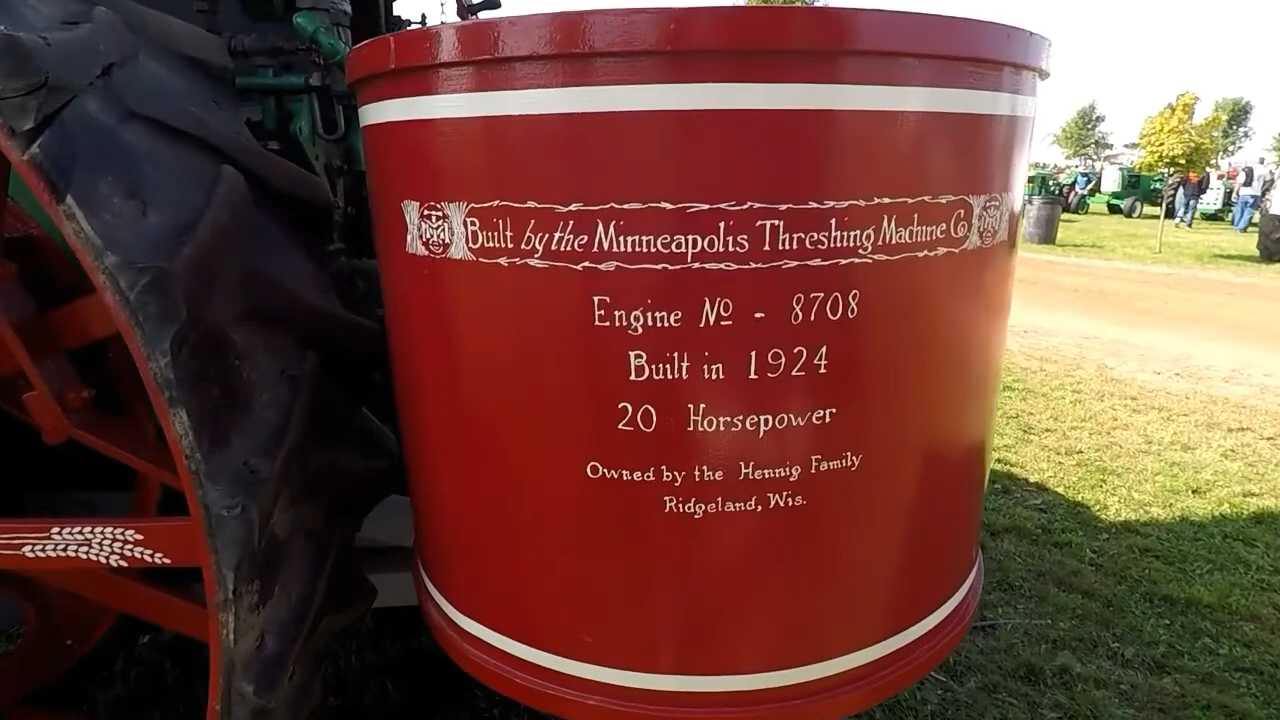 Built by the Minneapolis Threshing Machine Co
Engine No - 8708
Built in 1924
20 Horsepower
Owned by the Hennig Family
Ridgeland, Wis.